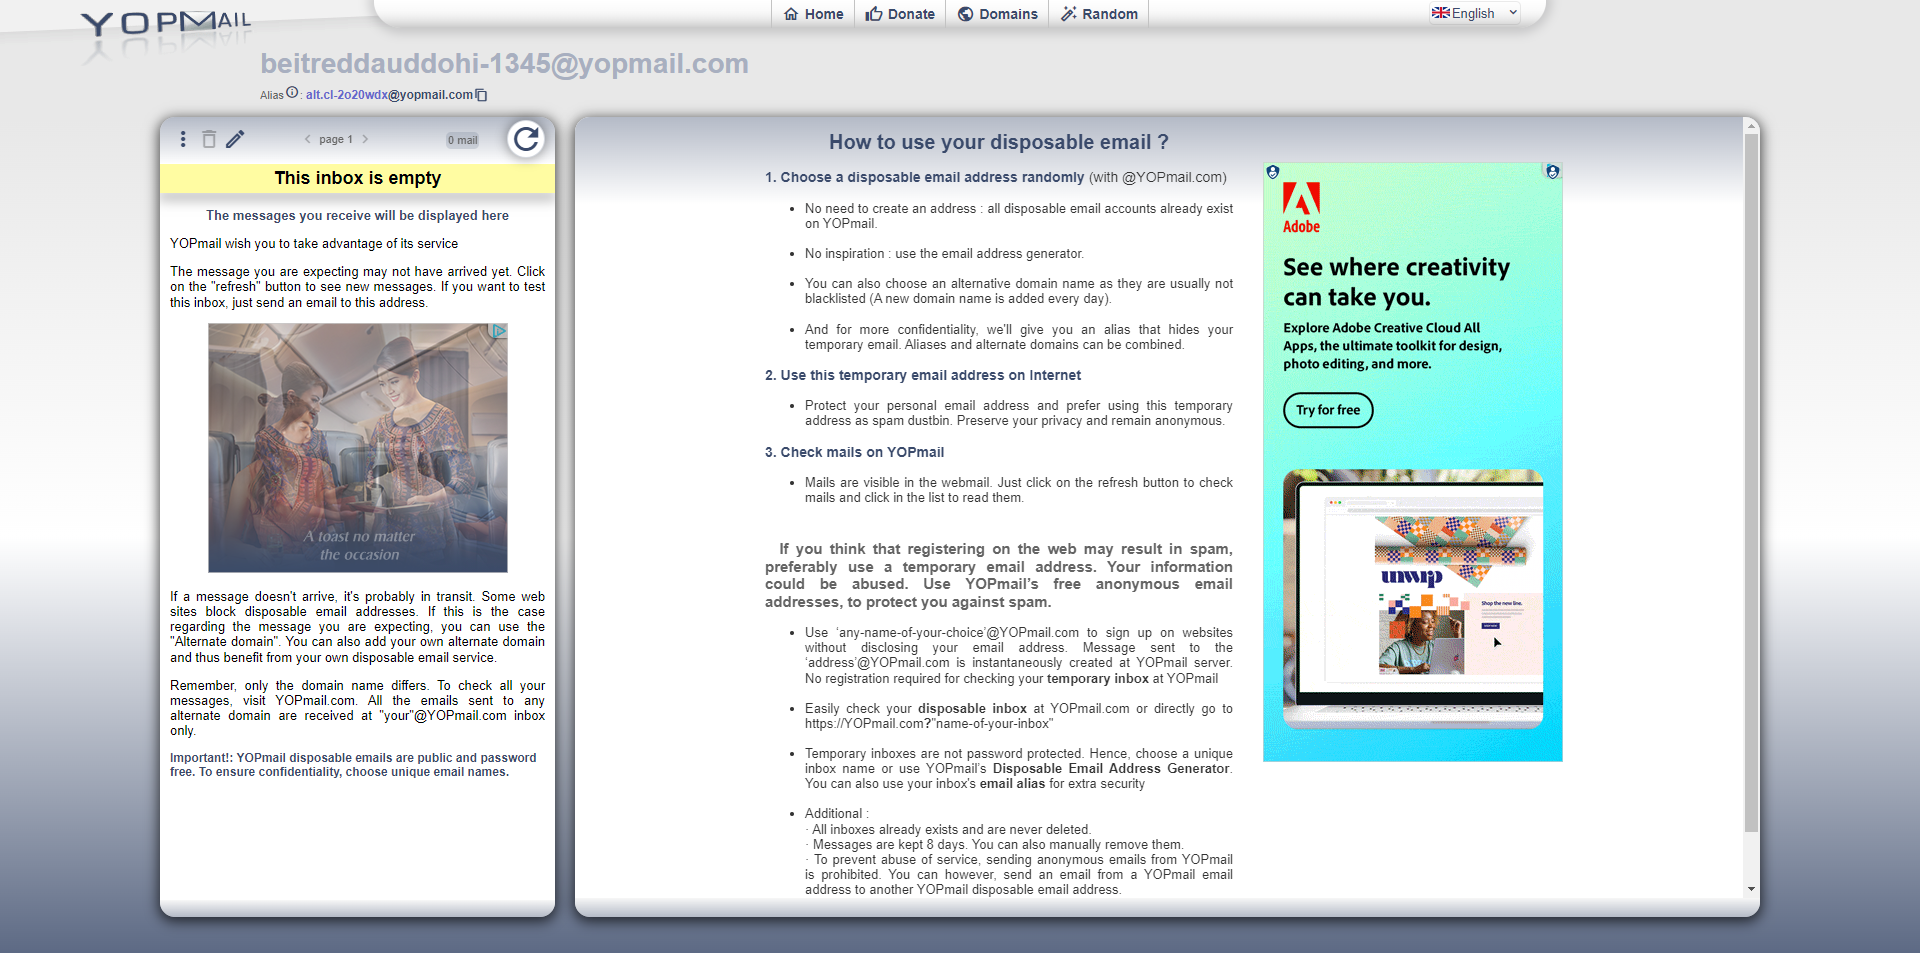 YOPMAIL
Home
Donate
Domains
Random
English
beitreddauddohi-1345@yopmail.com
Alias : alt.cl-2o20wdx@yopmail.com
page 1
0 mail
This inbox is empty
The messages you receive will be displayed here
YOPmail wish you to take advantage of its service
The message you are expecting may not have arrived yet. Click
on the "refresh" button to see new messages. If you want to test
this inbox, just send an email to this address.
A toast no matter
the occasion
If a message doesn't arrive, it's probably in transit. Some web
sites block disposable email addresses. If this is the case
regarding the message you are expecting, you can use the
"Alternate domain". You can also add your own alternate domain
and thus benefit from your own disposable email service.
Remember, only the domain name differs. To check all your
messages, visit YOPmail.com. All the emails sent to any
alternate domain are received at "your"@YOPmail.com inbox
only.
Important!: YOPmail disposable emails are public and password
free. To ensure confidentiality, choose unique email names.
How to use your disposable email ?
1. Choose a disposable email address randomly (with @YOPmail.com)
• No need to create an address : all disposable email accounts already exist
on YOPmail.
• No inspiration : use the email address generator.
• You can also choose an alternative domain name as they are usually not
blacklisted (A new domain name is added every day).
• And for more confidentiality, we'll give you an alias that hides your
temporary email. Aliases and alternate domains can be combined.
2. Use this temporary email address on Internet
• Protect your personal email address and prefer using this temporary
address as spam dustbin. Preserve your privacy and remain anonymous.
3. Check mails on YOPmail
• Mails are visible in the webmail. Just click on the refresh button to check
mails and click in the list to read them.
If you think that registering on the web may result in spam,
preferably use a temporary email address. Your information
could be abused. Use YOPmail's free anonymous email
addresses, to protect you against spam.
• Use ‘any-name-of-your-choice’@YOPmail.com to sign up on websites
without disclosing your email address. Message sent to the
‘address’@YOPmail.com is instantaneously created at YOPmail server.
No registration required for checking your temporary inbox at YOPmail
• Easily check your disposable inbox at YOPmail.com or directly go to
https://YOPmail.com?"name-of-your-inbox"
• Temporary inboxes are not password protected. Hence, choose a unique
inbox name or use YOPmail's Disposable Email Address Generator.
You can also use your inbox's email alias for extra security
• Additional :
· All inboxes already exists and are never deleted.
· Messages are kept 8 days. You can also manually remove them.
· To prevent abuse of service, sending anonymous emails from YOPmail
is prohibited. You can however, send an email from a YOPmail email
address to another YOPmail disposable email address.
Adobe
See where creativity
can take you.
Explore Adobe Creative Cloud All
Apps, the ultimate toolkit for design,
photo editing, and more.
Try for free
unwrp
Shop the new line.